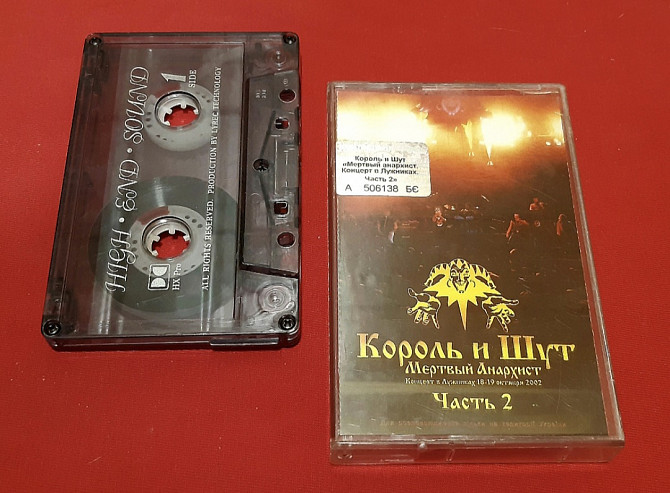 HIGH • END • SOUND
1
SIDE
HX Pro
ALL RIGHTS RESERVED. PRODUCTION BY LYREC TECHNOLOGY
Король и Шут
«Мертвый анархист.
Концерт в Лужниках.
Часть 2»
А 506138 БЄ
Король и Шут
Мертвый Анархист
Концерт в Лужниках 18-19 октября 2002
Часть 2